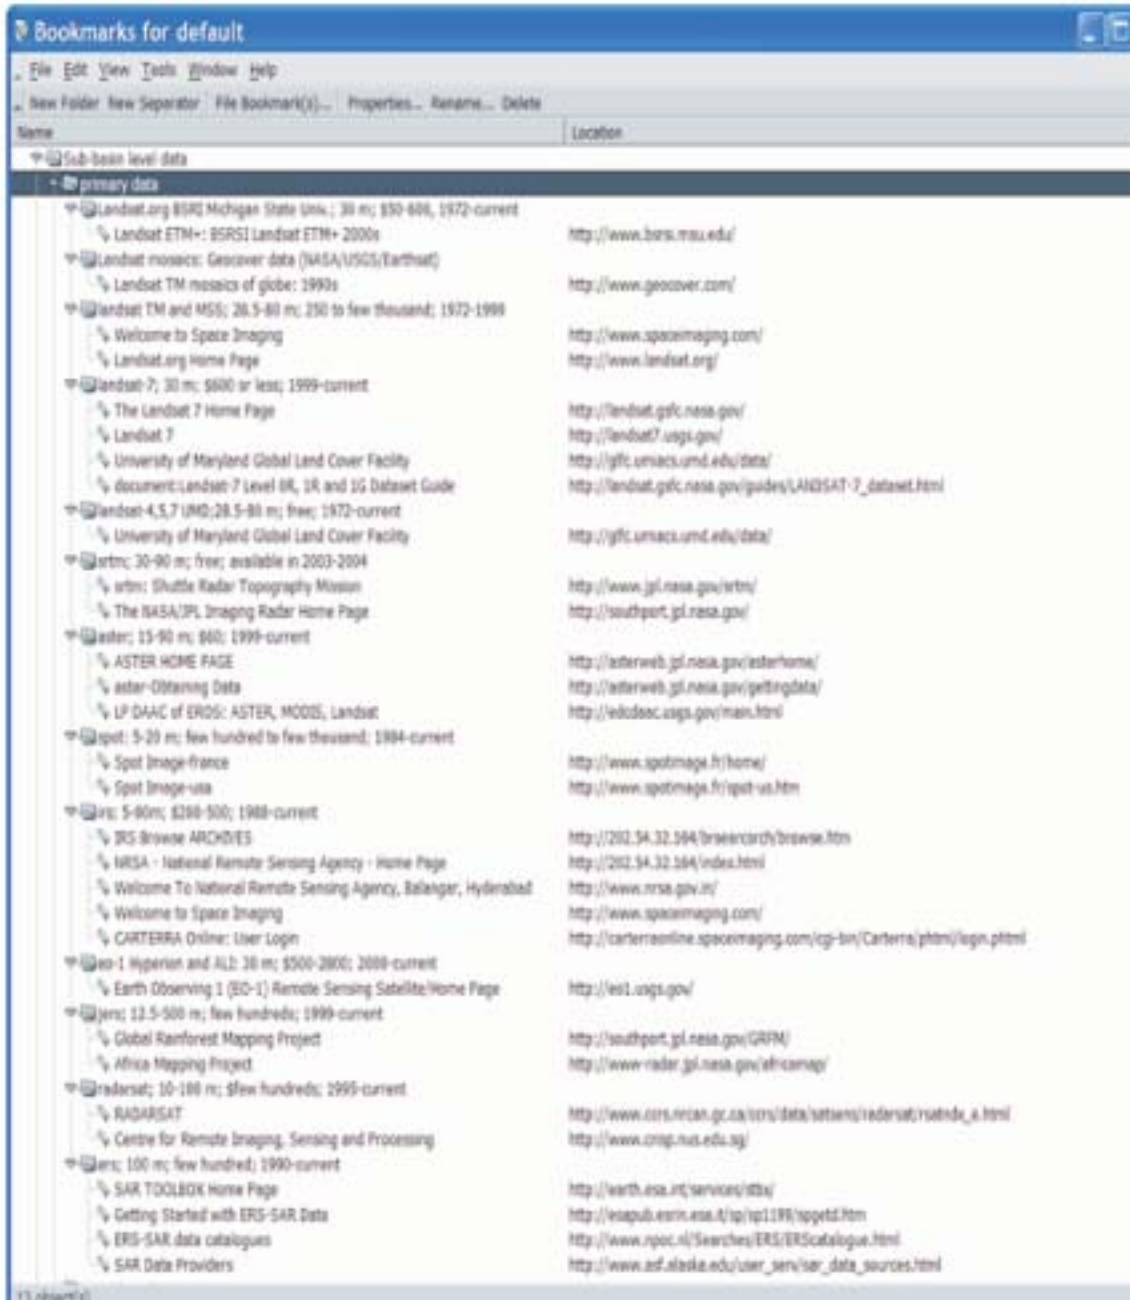 Bookmarks for default
File Edit View Tools Window Help
New Folder New Separator File Bookmark(s)... Properties... Rename... Delete
Name Location
Sub-basin level data
primary data
Landsat.org BSRI Michigan State Univ.; 30 m; $50-600, 1972-current
Landsat ETM+: BSRSI Landsat ETM+ 2000s http://www.bsrsi.msu.edu/
Landsat mosaics: Geocover data (NASA/USGS/Earthsat)
Landsat TM mosaics of globe: 1990s http://www.geocover.com/
landsat TM and MSS; 28.5-80 m; 250 to few thousand; 1972-1999
Welcome to Space Imaging http://www.spaceimaging.com/
Landsat.org Home Page http://www.landsat.org/
landsat-7; 30 m; $600 or less; 1999-current
The Landsat 7 Home Page http://landsat.gsfc.nasa.gov/
Landsat 7 http://landsat7.usgs.gov/
University of Maryland Global Land Cover Facility http://glfc.umiacs.umd.edu/data/
document:Landsat-7 Level 0R, 1R and 1G Dataset Guide http://landsat.gsfc.nasa.gov/guides/LANDSAT-7_dataset.html
landsat-4,5,7 UMD;28.5-80 m; free; 1972-current
University of Maryland Global Land Cover Facility http://glfc.umiacs.umd.edu/data/
srtm; 30-90 m; free; available in 2003-2004
srtm: Shuttle Radar Topography Mission http://www.jpl.nasa.gov/srtm/
The NASA/JPL Imaging Radar Home Page http://southport.jpl.nasa.gov/
aster; 15-90 m; $60; 1999-current
ASTER HOME PAGE http://asterweb.jpl.nasa.gov/asterhome/
aster-Obtaining Data http://asterweb.jpl.nasa.gov/gettingdata/
LP DAAC of EROS: ASTER, MODIS, Landsat http://edcdaac.usgs.gov/main.html
spot: 5-20 m; few hundred to few thousand; 1984-current
Spot Image-france http://www.spotimage.fr/home/
Spot Image-usa http://www.spotimage.fr/spot-us.htm
irs; 5-80m; 1988-current
IRS Browse ARCHIVES
NRSA - National Remote Sensing Agency - Home Page http://202.54.32.164/index.html
Welcome To National Remote Sensing Agency, Balangar, Hyderabad http://www.nrsa.gov.in/
Welcome to Space Imaging http://www.spaceimaging.com/
CARTERRA Online: User Login http://carterraonline.spaceimaging.com/cgi-bin/Carterra/phtml/login.phtml
eo-1 Hyperion and ALI: 30 m; $500-2800; 2000-current
Earth Observing 1 (EO-1) Remote Sensing Satellite/Home Page http://eo1.usgs.gov/
jers; 12.5-500 m; few hundreds; 1999-current
Global Rainforest Mapping Project http://southport.jpl.nasa.gov/GRFM/
Africa Mapping Project http://www-radar.jpl.nasa.gov/africamap/
radarsat; 10-100 m; $few hundreds; 1995-current
RADARSAT http://www.ccrs.nrcan.gc.ca/ccrs/data/satsens/radarsat/rsatndx_e.html
Centre for Remote Imaging, Sensing and Processing http://www.crisp.nus.edu.sg/
ers; 100 m; few hundred; 1990-current
SAR TOOLBOX Home Page http://earth.esa.int/services/stbx/
Getting Started with ERS-SAR Data http://esapub.esrin.esa.it/sp/sp1199/spgetd.htm
ERS-SAR data catalogues http://www.npoc.nl/Searches/ERS/ERScatalogue.html
SAR Data Providers http://www.asf.alaska.edu/user_serv/sar_data_sources.html
object(s)